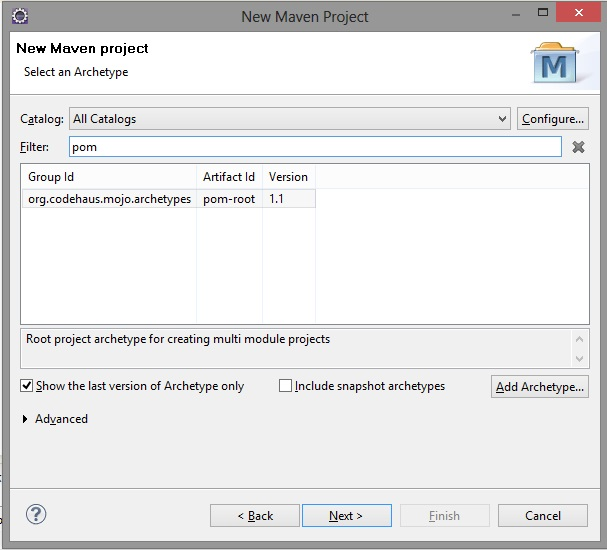 New Maven Project
New Maven project
Select an Archetype
M
Catalog: All Catalogs Configure...
Filter: pom
Group Id Artifact Id Version
org.codehaus.mojo.archetypes pom-root 1.1
Root project archetype for creating multi module projects
Show the last version of Archetype only Include snapshot archetypes Add Archetype...
Advanced
? < Back Next > Finish Cancel